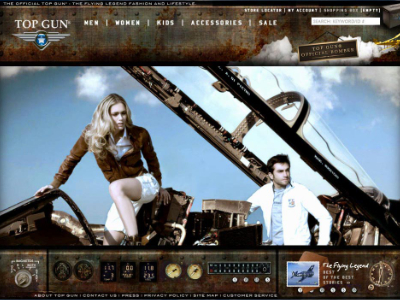 THE OFFICIAL TOP GUN® - THE FLYING LEGEND FASHION AND LIFESTYLE
STORE LOCATOR | MY ACCOUNT | SHOPPING BAG [EMPTY]
TOP GUN®
MEN | WOMEN | KIDS | ACCESSORIES | SALE
SEARCH KEYWORD/#
TOP GUN®
OFFICIAL BOMBER
The Flying Legend
BEST
OF THE BEST
STORIES
ABOUT TOP GUN | CONTACT US | PRESS | PRIVACY POLICY | SITE MAP | CUSTOMER SERVICE